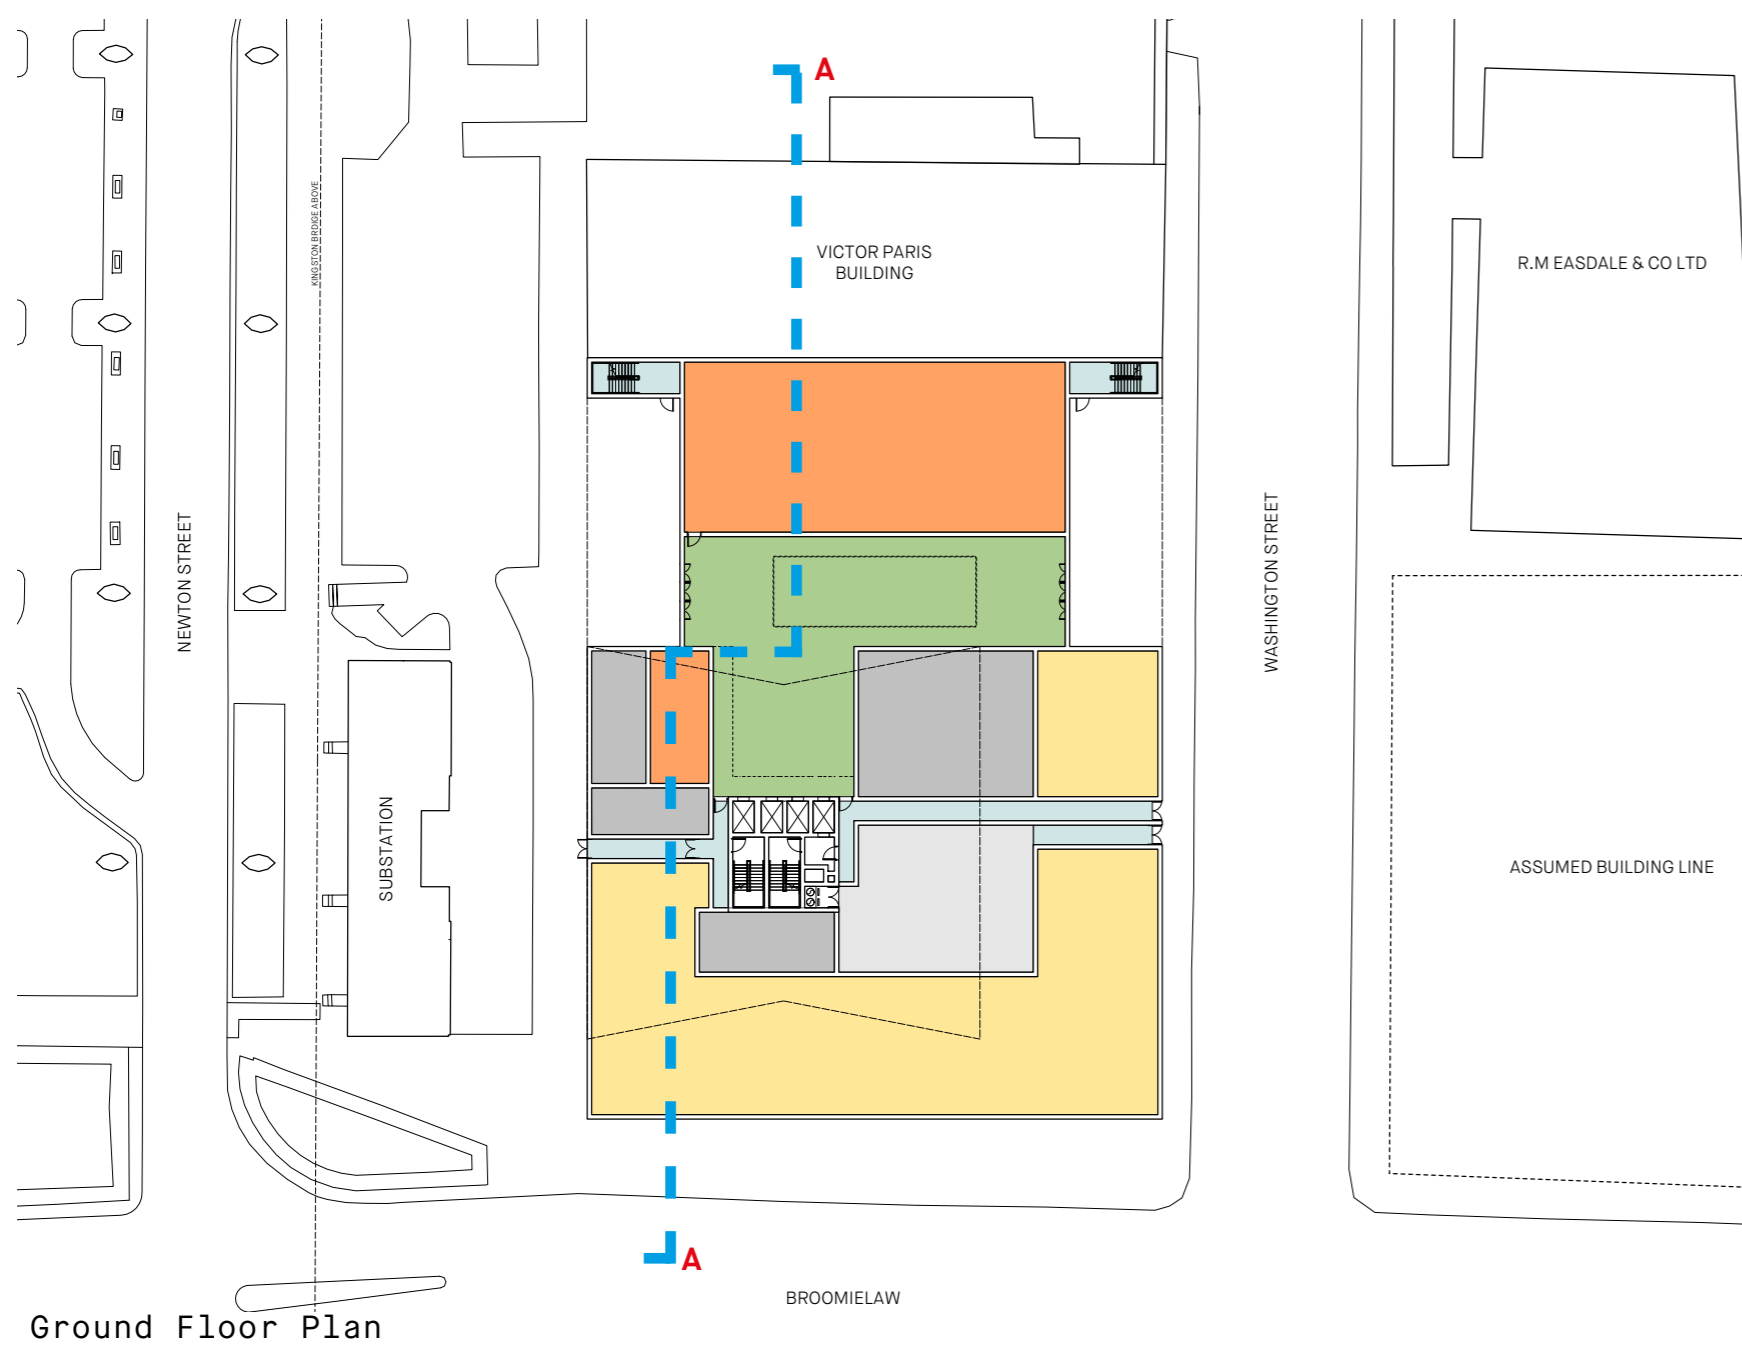 A
KINGSTON BRDIGE ABOVE
VICTOR PARIS
BUILDING
R.M EASDALE & CO LTD
NEWTON STREET
WASHINGTON STREET
SUBSTATION
ASSUMED BUILDING LINE
A
BROOMIELAW
Ground Floor Plan